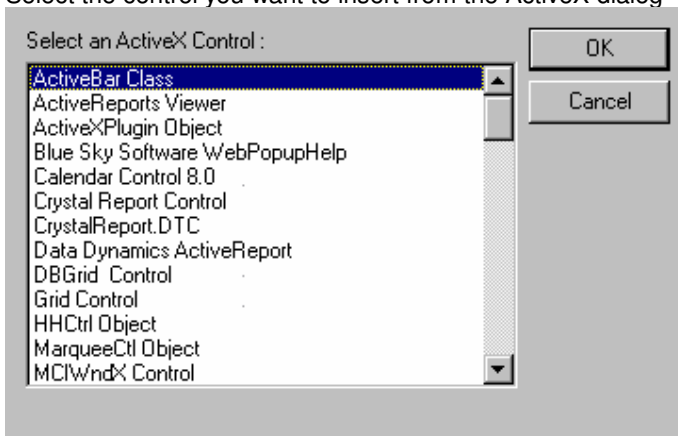 Select the control you want to insert from the ActiveX dialog
Select an ActiveX Control :
OK
ActiveBar Class
ActiveReports Viewer
Cancel
ActiveXPlugin Object
Blue Sky Software WebPopupHelp
Calendar Control 8.0
Crystal Report Control
CrystalReport.DTC
Data Dynamics ActiveReport
DBGrid  Control
Grid Control
HHCtrl Object
MarqueeCtl Object
MCIWndX Control